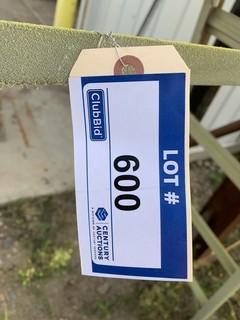 LOT #
600
ClubBid
CENTURY
AUCTIONS